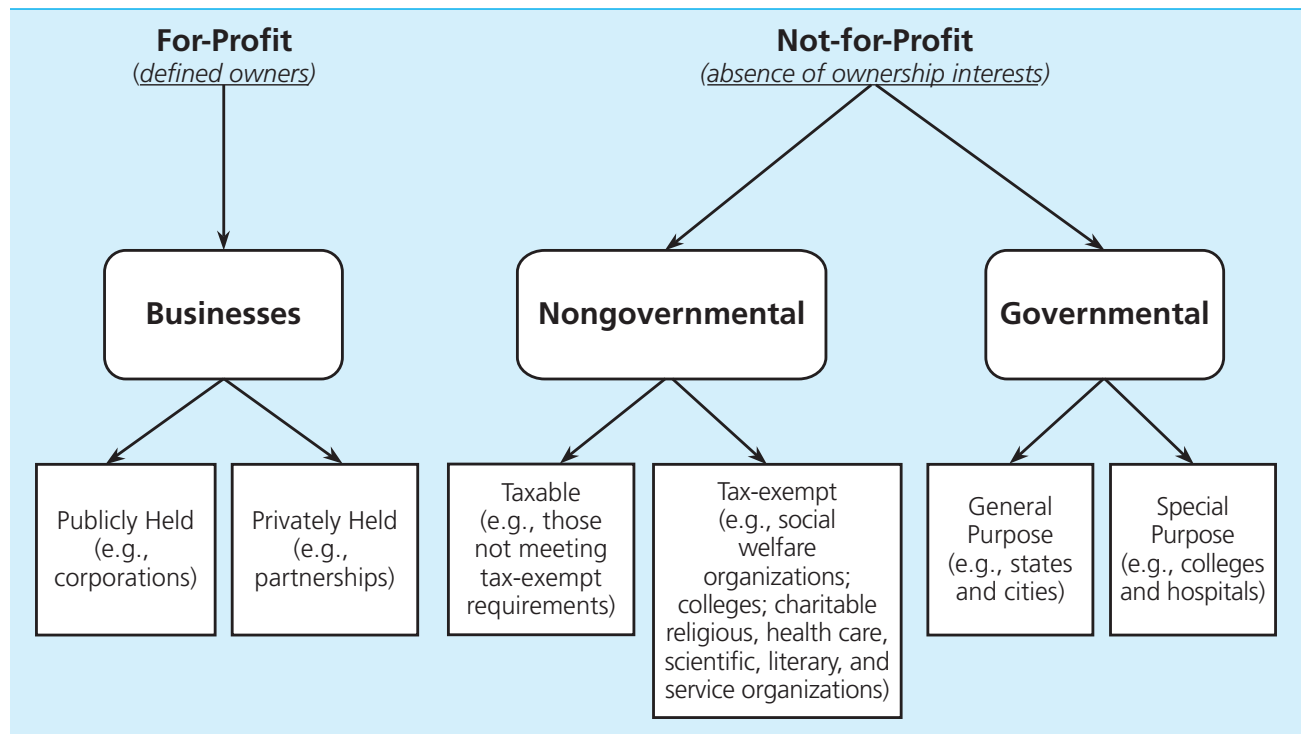 For-Profit
(defined owners)
Not-for-Profit
(absence of ownership interests)
Businesses
Nongovernmental
Governmental
Publicly Held
(e.g.,
corporations)
Privately Held
(e.g.,
partnerships)
Taxable
(e.g., those
not meeting
tax-exempt
requirements)
Tax-exempt
(e.g., social
welfare
organizations;
colleges; charitable
religious, health care,
scientific, literary, and
service organizations)
General
Purpose
(e.g., states
and cities)
Special
Purpose
(e.g., colleges
and hospitals)